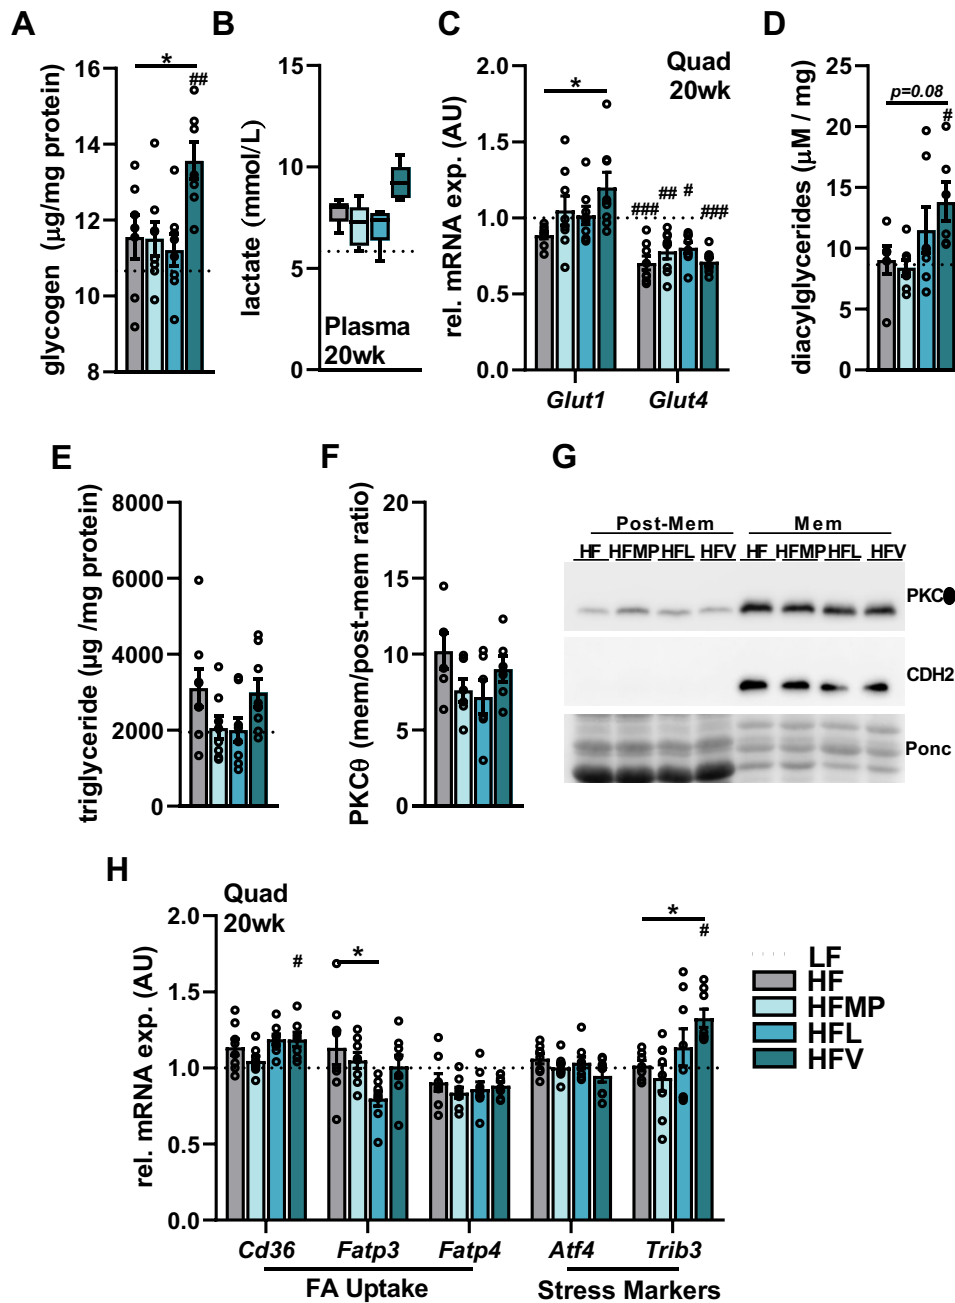 A
glycogen (μg/mg protein)
16
14
12
10
8
*
##
B
lactate (mmol/L)
15
10
5
0
Plasma
20wk
C
rel. mRNA exp. (AU)
2.0
1.5
1.0
0.5
0.0
Quad
20wk
*
###
##
#
###
Glut1
Glut4
D
diacylglycerides (μM / mg)
25
20
15
10
5
0
p=0.08
#
E
triglyceride (μg /mg protein)
8000
6000
4000
2000
0
F
PKCθ (mem/post-mem ratio)
20
15
10
5
0
G
Post-Mem
Mem
HF HFMP HFL HFV HF HFMP HFL HFV
PKC
CDH2
Ponc
H
rel. mRNA exp. (AU)
2.0
1.5
1.0
0.5
0.0
Quad
20wk
#
*
*
#
Cd36 Fatp3 Fatp4 Atf4 Trib3
FA Uptake
Stress Markers
LF
HF
HFMP
HFL
HFV